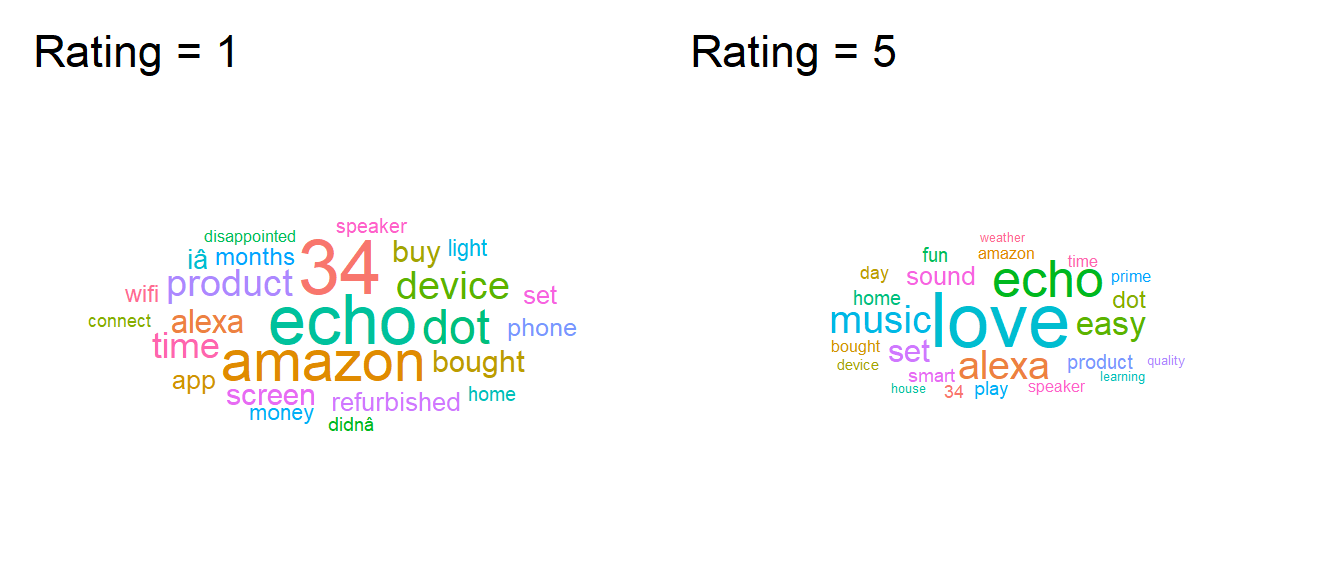 Rating = 1
speaker
disappointed
iâ months 34 buy light
product device
wifi set
connect alexa echo dot phone
time
amazon bought
app
screen refurbished home
money
didnâ
Rating = 5
weather
fun amazon
day sound echo time prime
home dot
music love easy
bought set
device alexa product quality
smart learning
house 34 play speaker